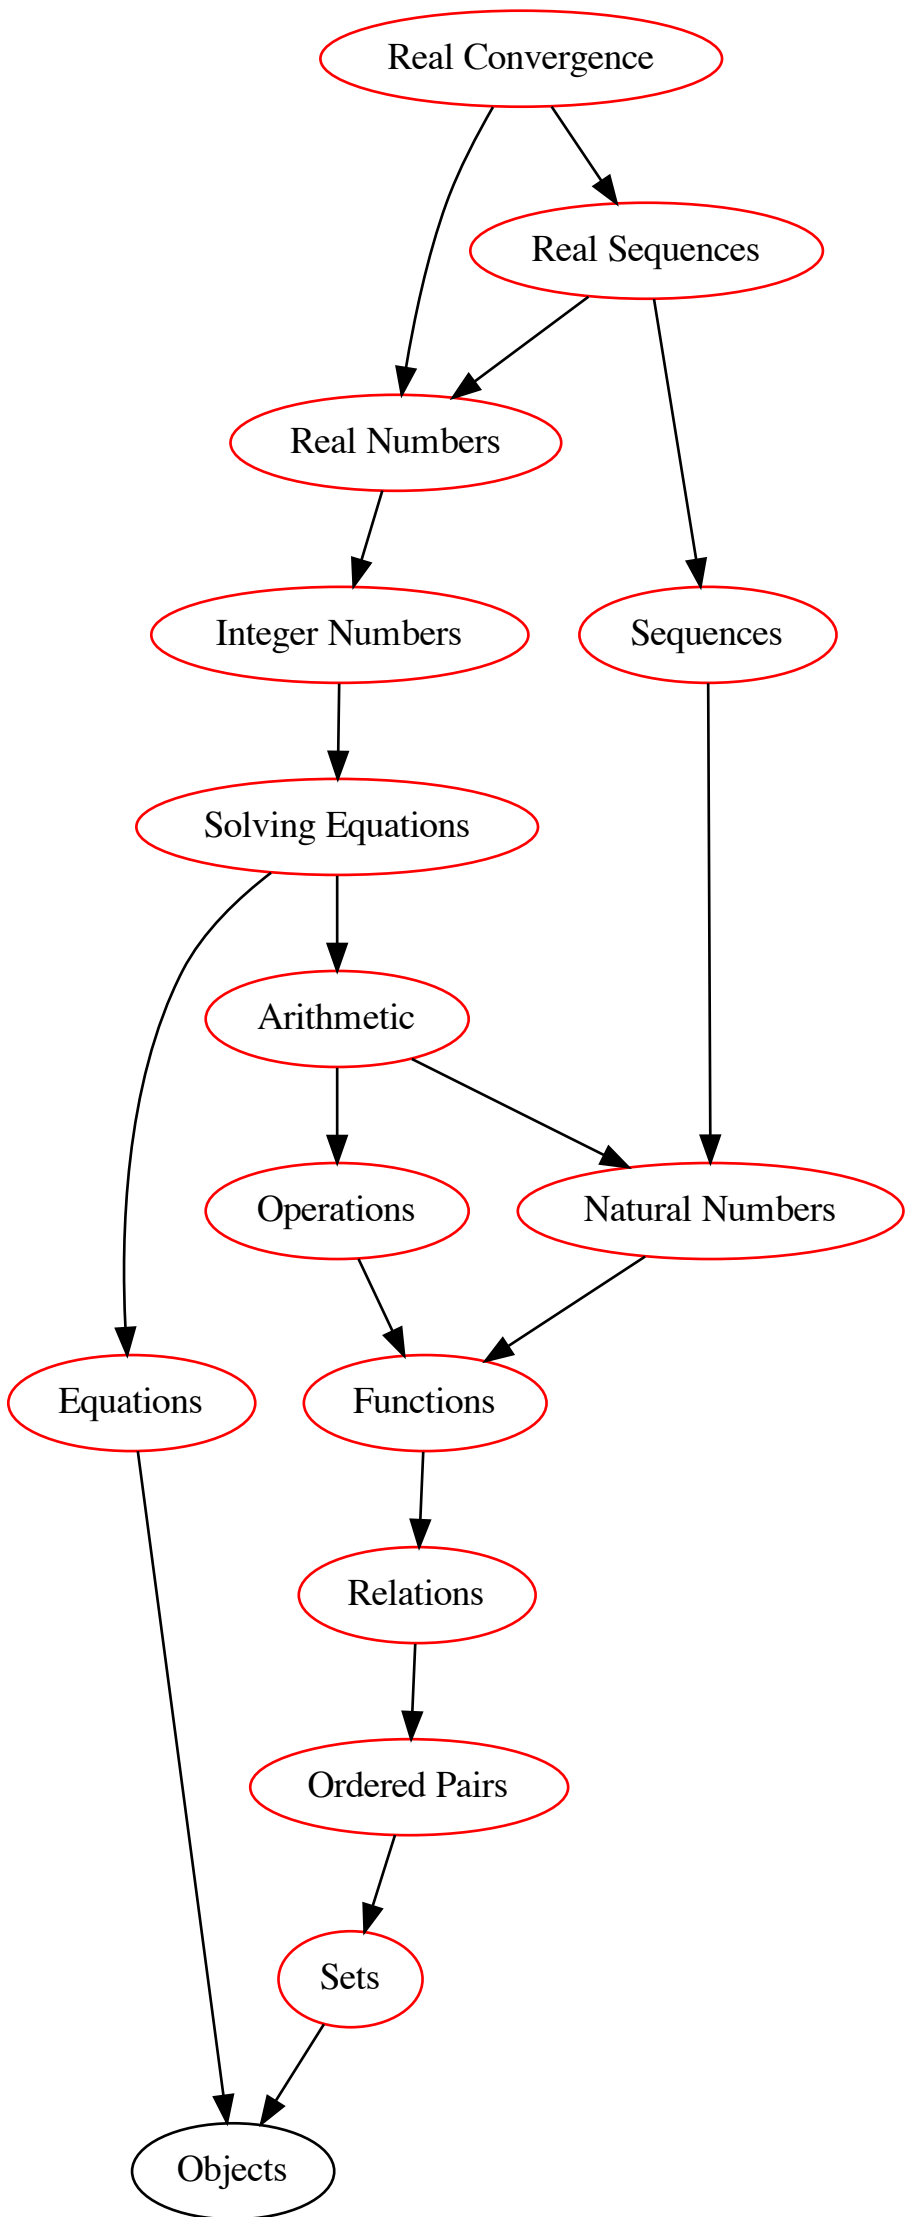 Real Convergence
Real Sequences
Real Numbers
Integer Numbers
Sequences
Solving Equations
Arithmetic
Operations
Natural Numbers
Equations
Functions
Relations
Ordered Pairs
Sets
Objects